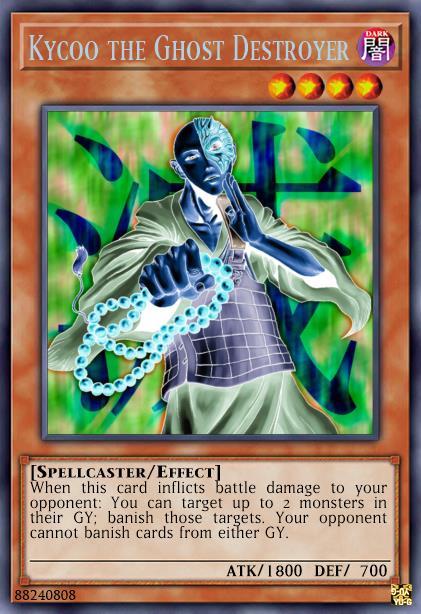 Kycoo the Ghost Destroyer
DARK
闇
[Spellcaster/Effect]
When this card inflicts battle damage to your
opponent: You can target up to 2 monsters in
their GY; banish those targets. Your opponent
cannot banish cards from either GY.
ATK/1800 DEF/ 700
88240808